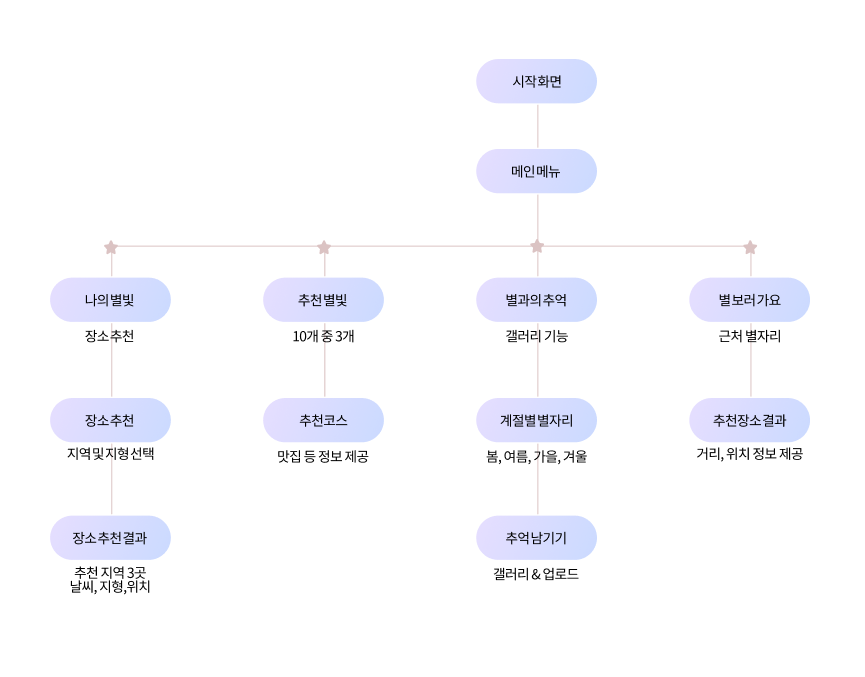 시작화면
메인메뉴
나의별빛
추천별빛
별과의추억
별보러가요
장소추천
10개 중 3개
갤러리 기능
근처 별자리
장소추천
추천코스
계절별별자리
추천장소결과
지역및지형선택
맛집 등 정보 제공
봄, 여름, 가을, 겨울
거리, 위치 정보 제공
장소추천결과
추억남기기
추천 지역 3곳
날씨, 지형,위치
갤러리 & 업로드